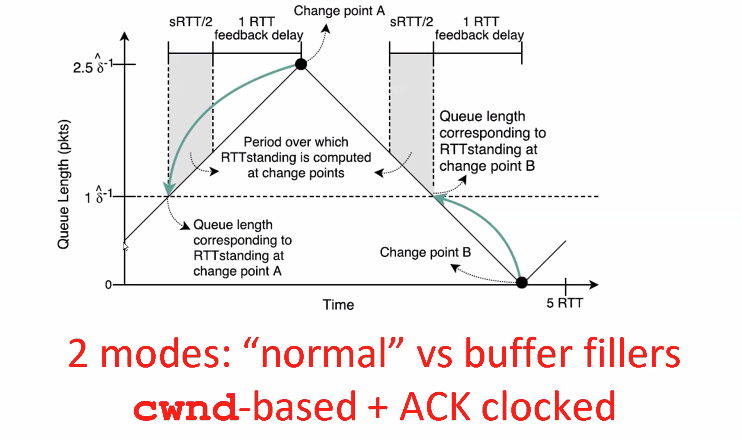 Change point A
sRTT/2
1 RTT
feedback delay
sRTT/2
1 RTT
feedback delay
2.5 δ̂⁻¹
Queue length
corresponding to
RTTstanding at
change point B
Period over which
RTTstanding is computed
at change points
Queue Length (pkts)
1 δ̂⁻¹
Queue length
corresponding to
RTTstanding at
change point A
Change point B
0
Time
5 RTT
2 modes: “normal” vs buffer fillers
cwnd-based + ACK clocked